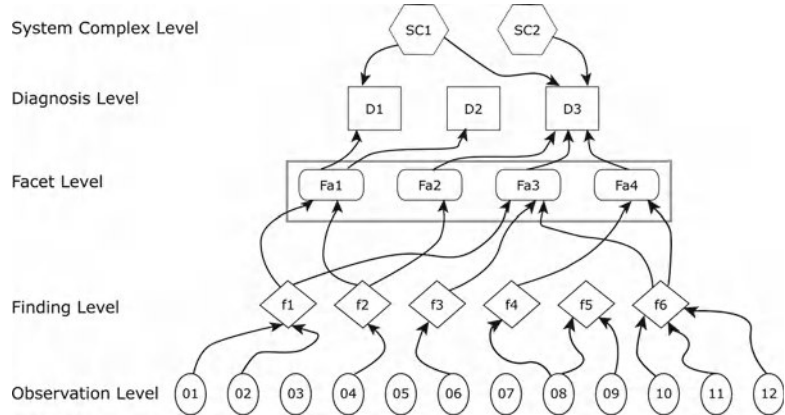 System Complex Level SC1 SC2
Diagnosis Level D1 D2 D3
Facet Level Fa1 Fa2 Fa3 Fa4
Finding Level f1 f2 f3 f4 f5 f6
Observation Level 01 02 03 04 05 06 07 08 09 10 11 12